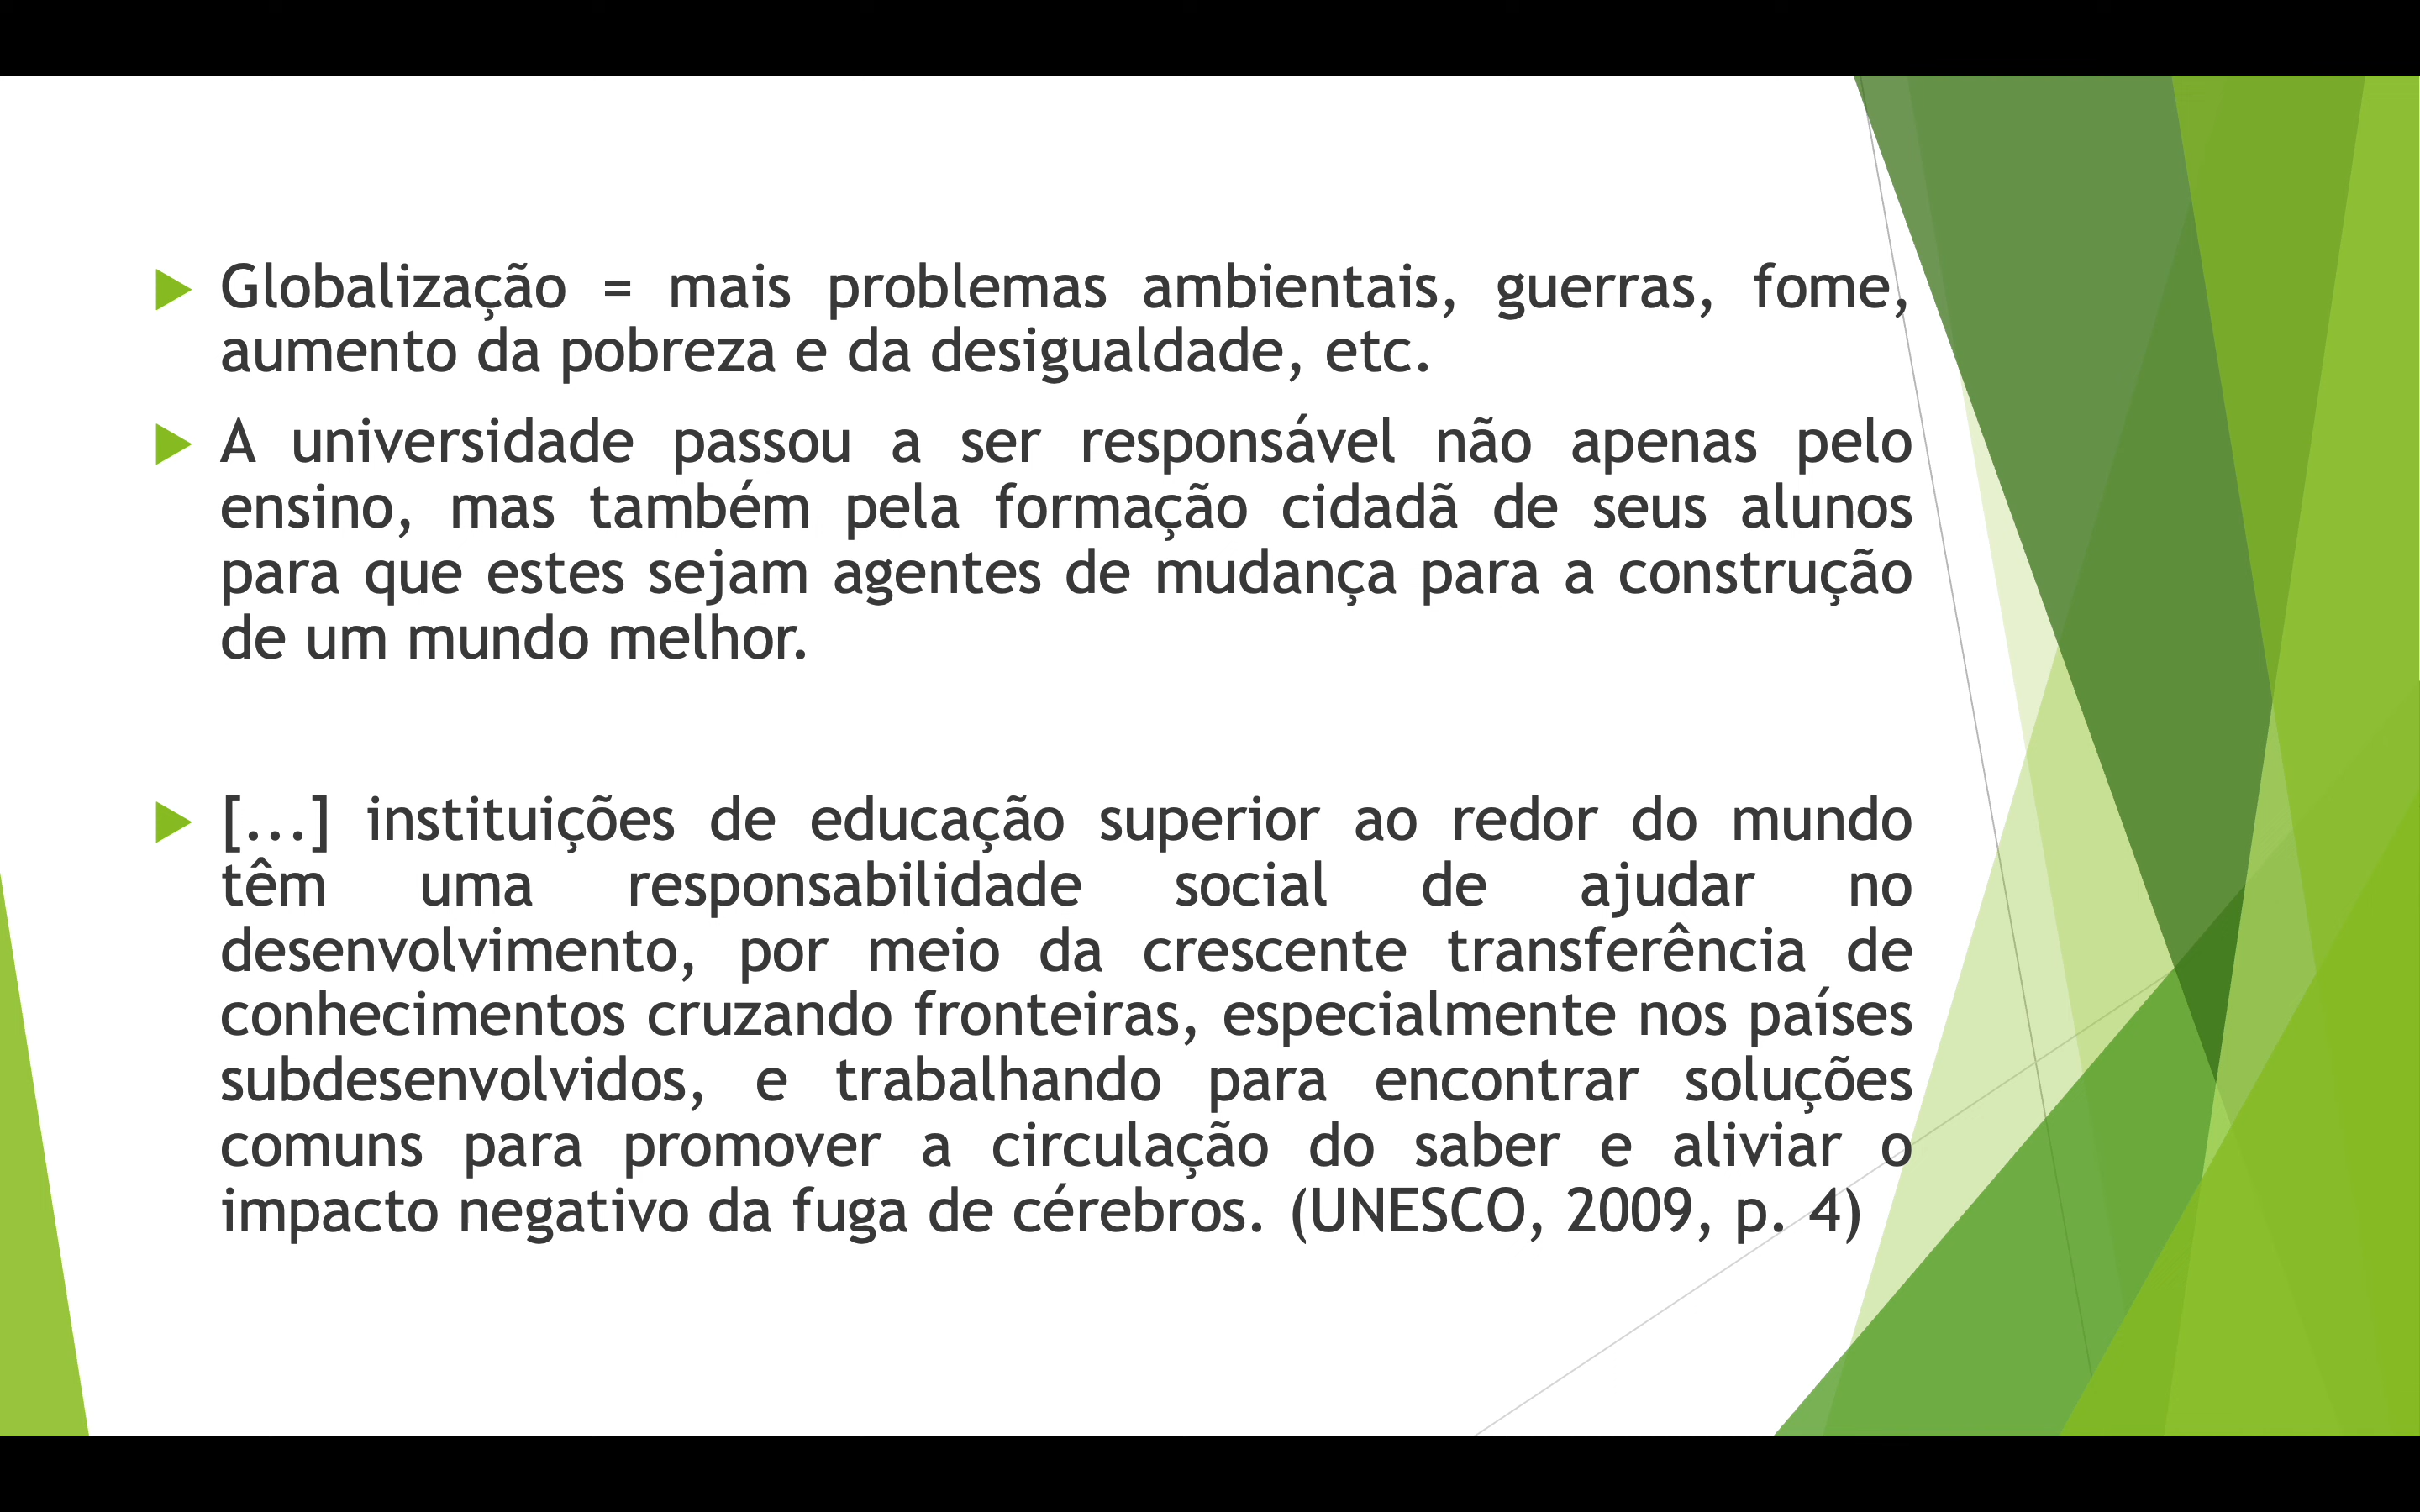 Globalização = mais problemas ambientais, guerras, fome,
aumento da pobreza e da desigualdade, etc.
A universidade passou a ser responsável não apenas pelo
ensino, mas também pela formação cidadã de seus alunos
para que estes sejam agentes de mudança para a construção
de um mundo melhor.
[...] instituições de educação superior ao redor do mundo
têm uma responsabilidade social de ajudar no
desenvolvimento, por meio da crescente transferência de
conhecimentos cruzando fronteiras, especialmente nos países
subdesenvolvidos, e trabalhando para encontrar soluções
comuns para promover a circulação do saber e aliviar o
impacto negativo da fuga de cérebros. (UNESCO, 2009, p. 4)